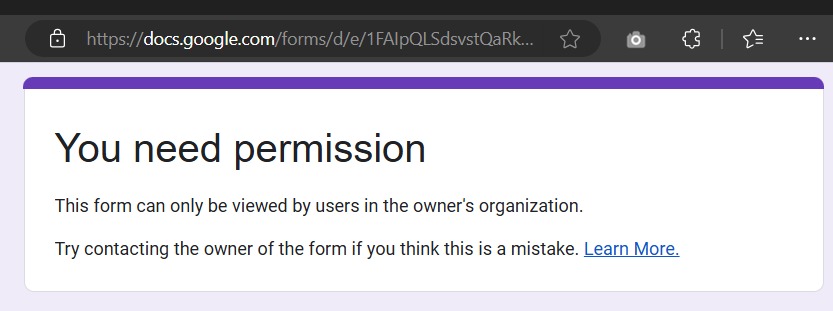 https://docs.google.com/forms/d/e/1FAIpQLSdsvstQaRk...
You need permission
This form can only be viewed by users in the owner's organization.
Try contacting the owner of the form if you think this is a mistake. Learn More.